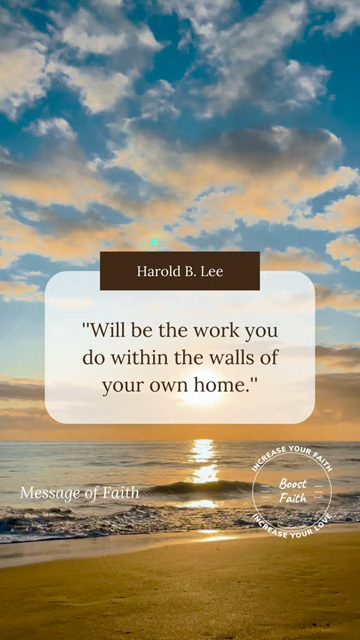 Harold B. Lee
"Will be the work you
do within the walls of
your own home."
Message of Faith
INCREASE YOUR FAITH
Boost
Faith
INCREASE YOUR LOVE